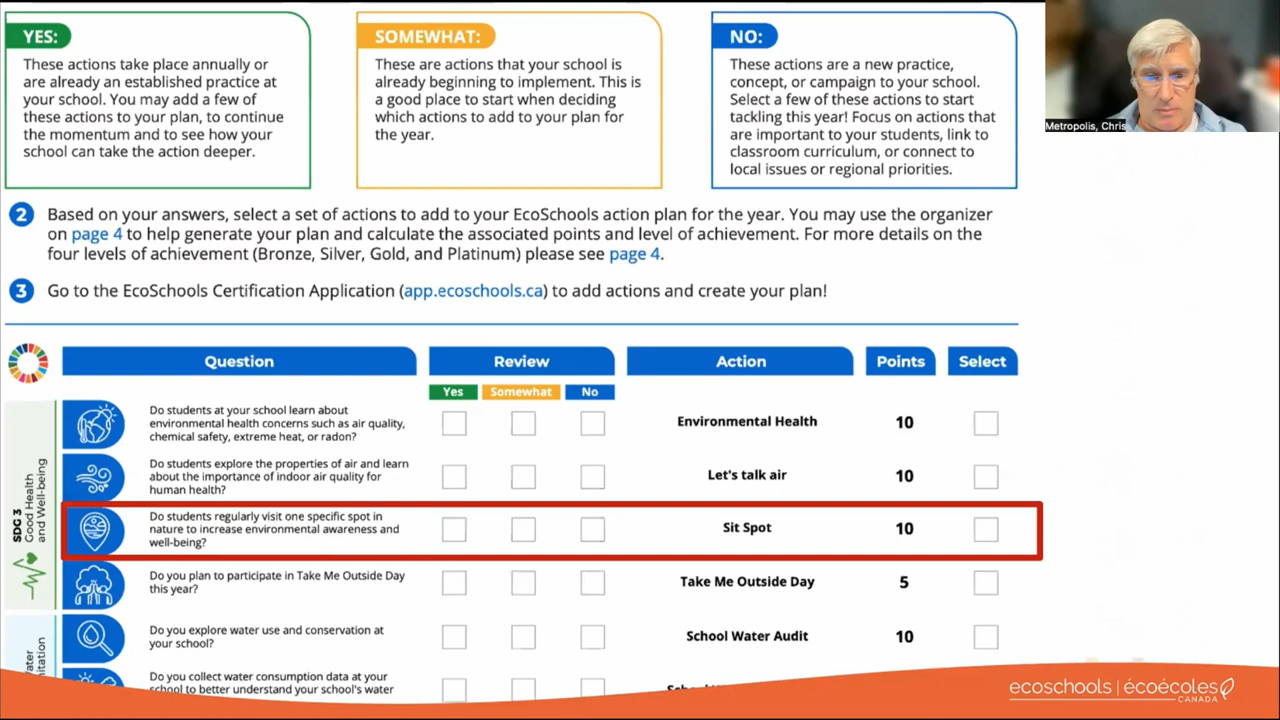 YES:
These actions take place annually or
are already an established practice at
your school. You may add a few of
these actions to your plan, to continue
the momentum and to see how your
school can take the action deeper.
SOMEWHAT:
These are actions that your school is
already beginning to implement. This is
a good place to start when deciding
which actions to add to your plan for
the year.
NO:
These actions are a new practice,
concept, or campaign to your school.
Select a few of these actions to start
tackling this year! Focus on actions that
are important to your students, link to
classroom curriculum, or connect to
local issues or regional priorities.
Metropolis, Chris
2 Based on your answers, select a set of actions to add to your EcoSchools action plan for the year. You may use the organizer
on page 4 to help generate your plan and calculate the associated points and level of achievement. For more details on the
four levels of achievement (Bronze, Silver, Gold, and Platinum) please see page 4.
3 Go to the EcoSchools Certification Application (app.ecoschools.ca) to add actions and create your plan!
Question Review Action Points Select
Yes Somewhat No
SDG 3
Good Health
and Well-being
Do students at your school learn about
environmental health concerns such as air quality,
chemical safety, extreme heat, or radon?
Environmental Health 10
Do students explore the properties of air and learn
about the importance of indoor air quality for
human health?
Let's talk air 10
Do students regularly visit one specific spot in
nature to increase environmental awareness and
well-being?
Sit Spot 10
Do you plan to participate in Take Me Outside Day
this year?
Take Me Outside Day 5
Do you explore water use and conservation at
your school?
School Water Audit 10
Do you collect water consumption data at your
school to better understand your school's water
ecoschools | écoécoles
CANADA